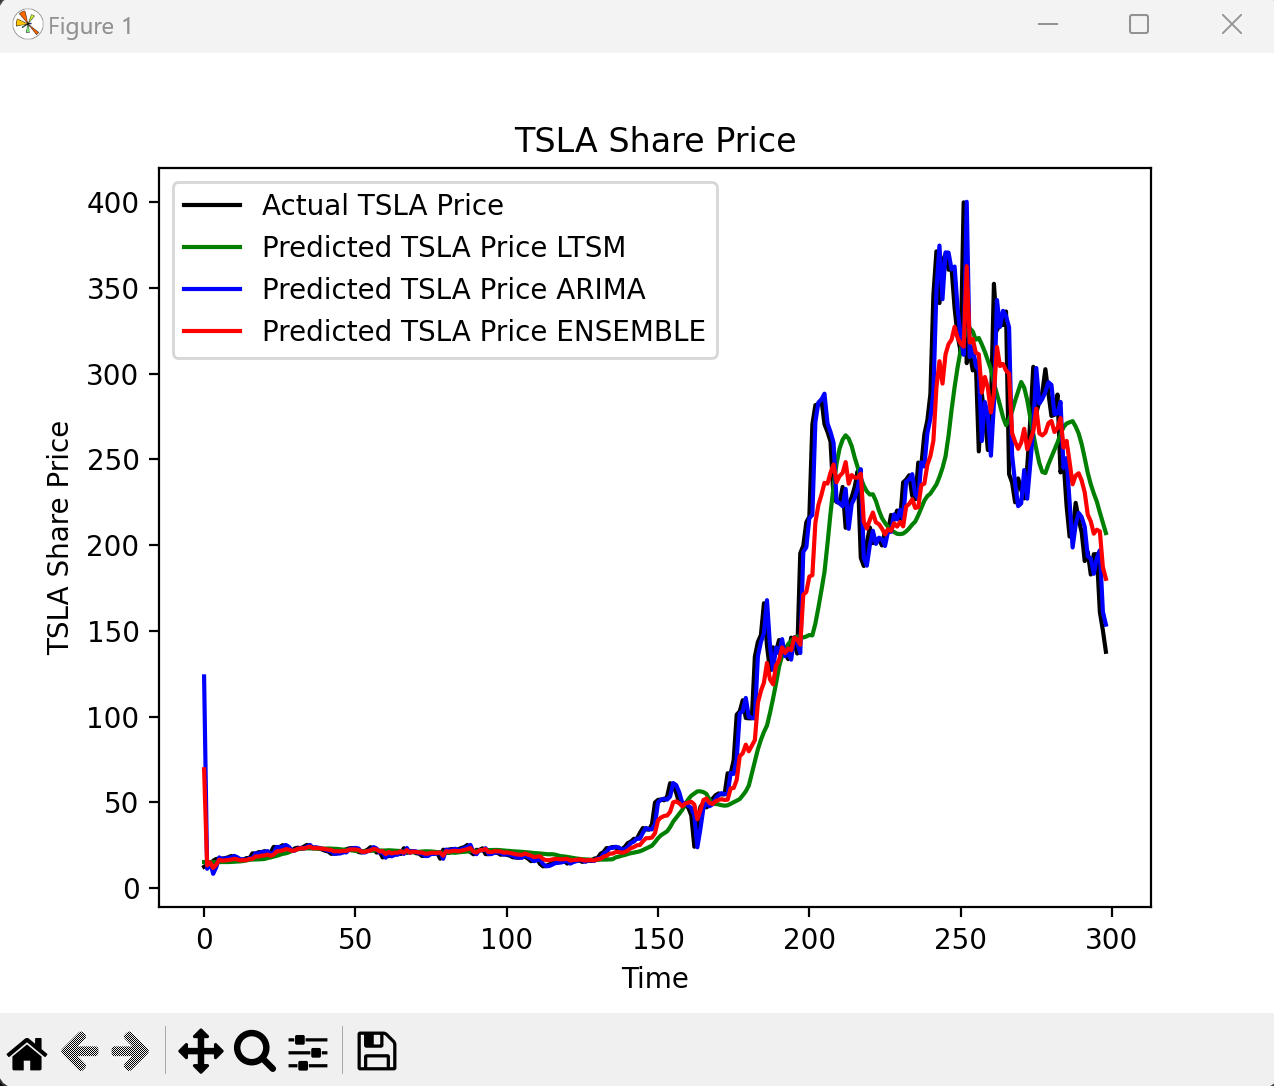 Figure 1
TSLA Share Price
Actual TSLA Price
Predicted TSLA Price LTSM
Predicted TSLA Price ARIMA
Predicted TSLA Price ENSEMBLE
400
350
300
250
200
150
100
50
0
TSLA Share Price
0 50 100 150 200 250 300
Time